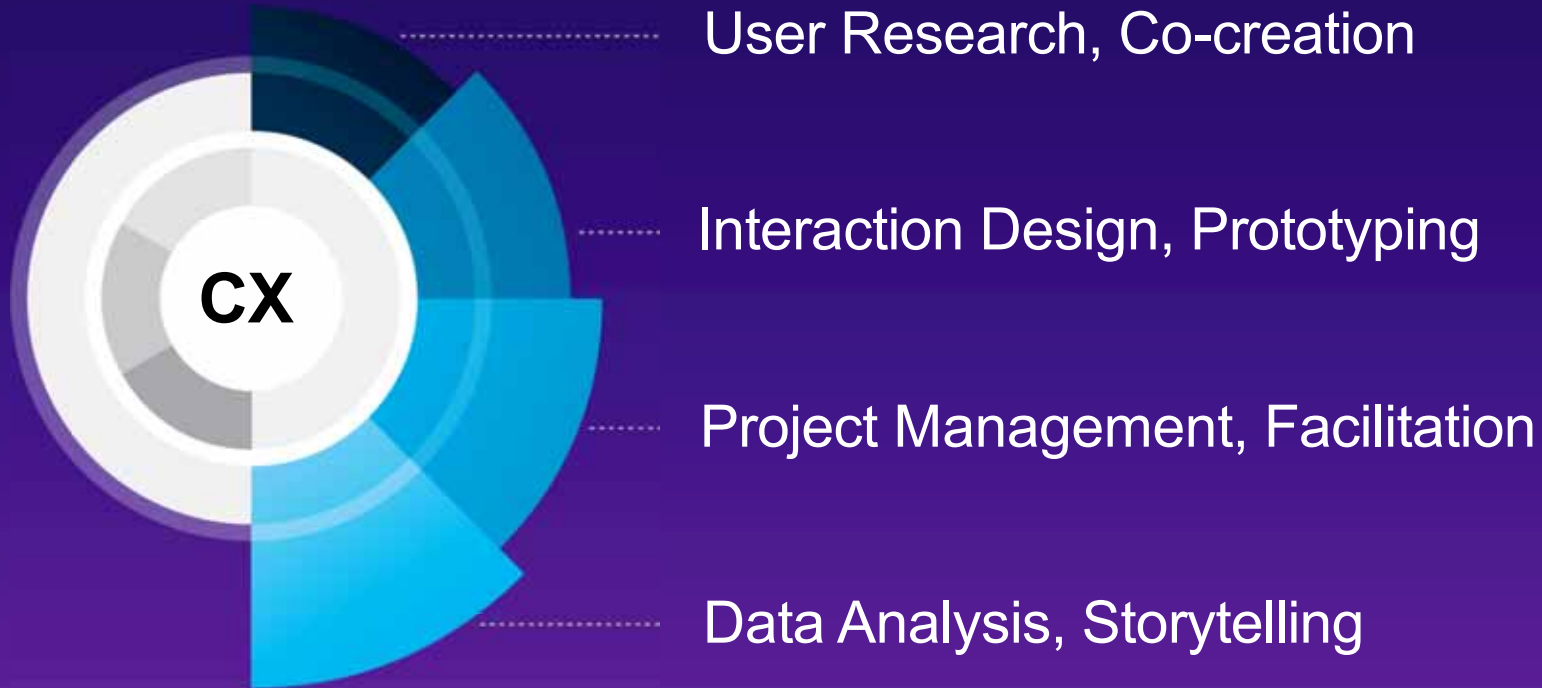 User Research, Co-creation
Interaction Design, Prototyping
CX
Project Management, Facilitation
Data Analysis, Storytelling